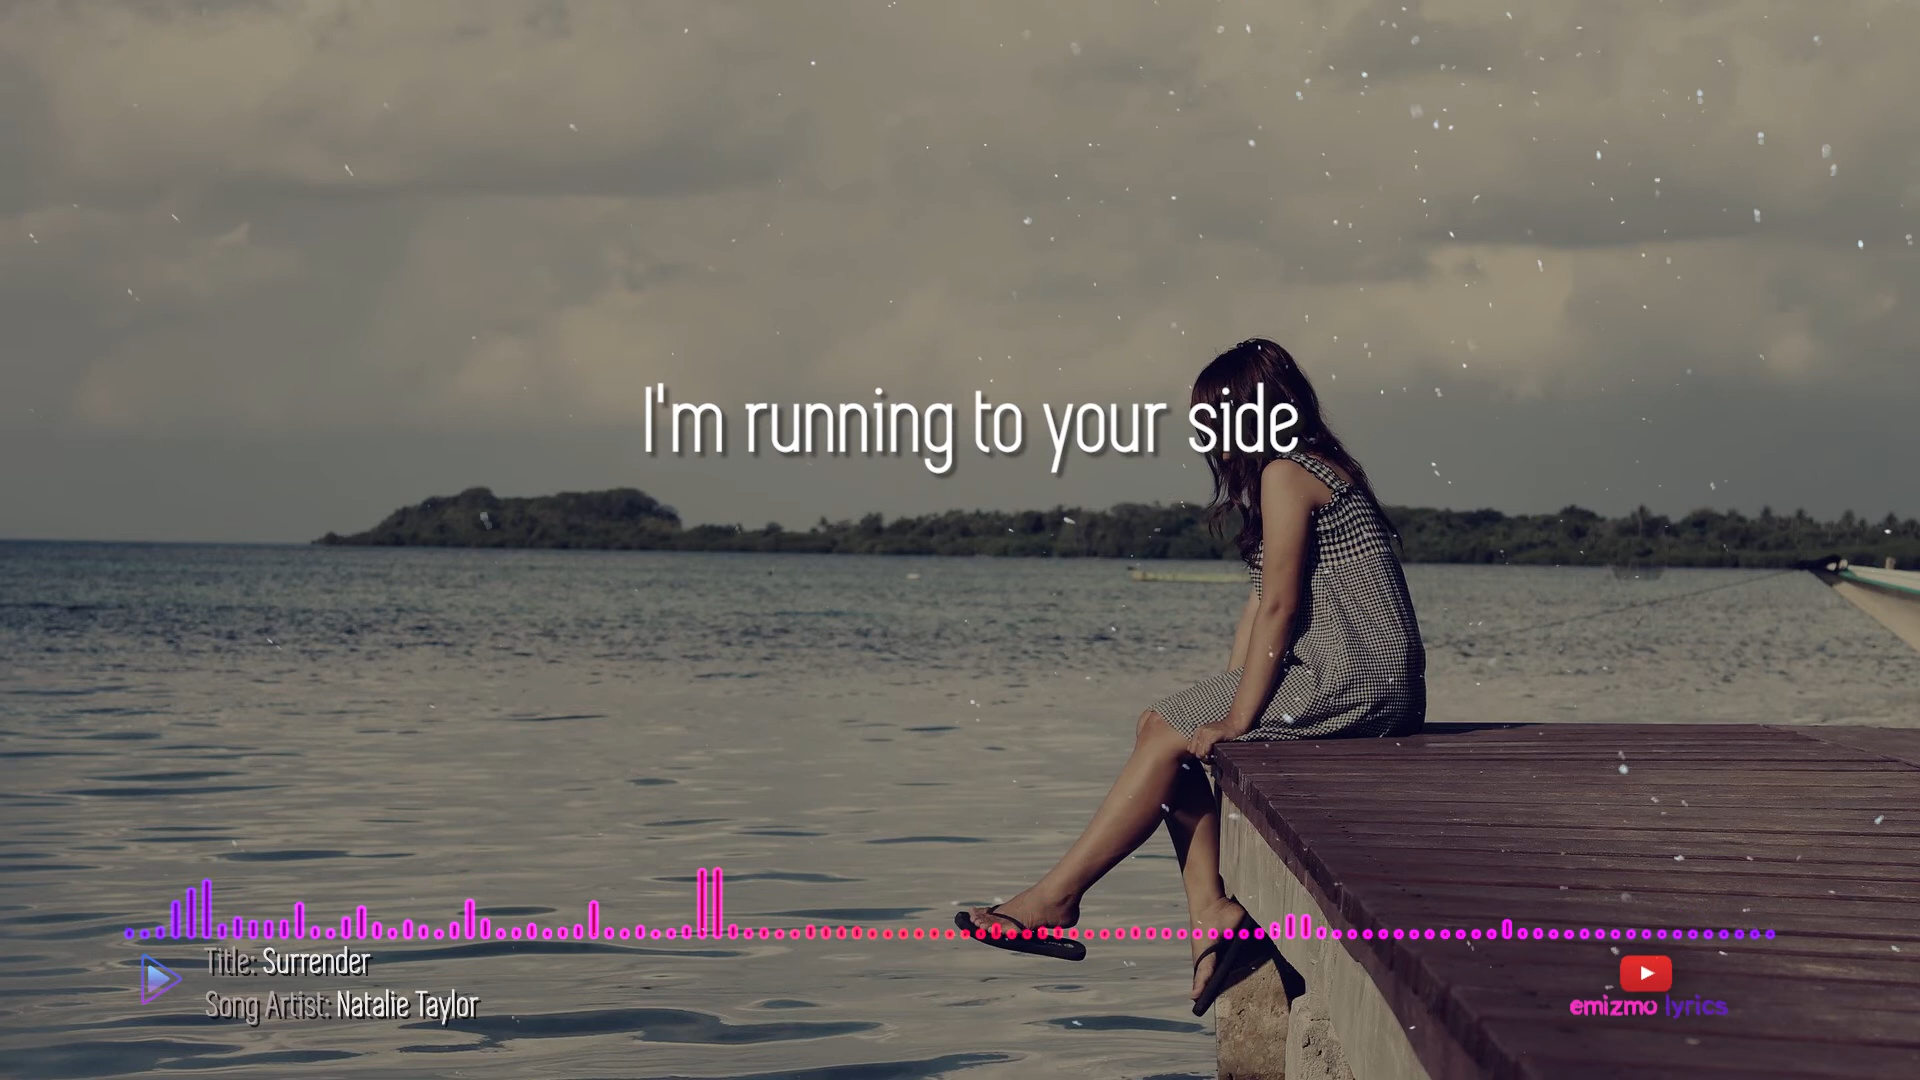 I'm running to your side
Title: Surrender
Song Artist: Natalie Taylor
emizmo lyrics